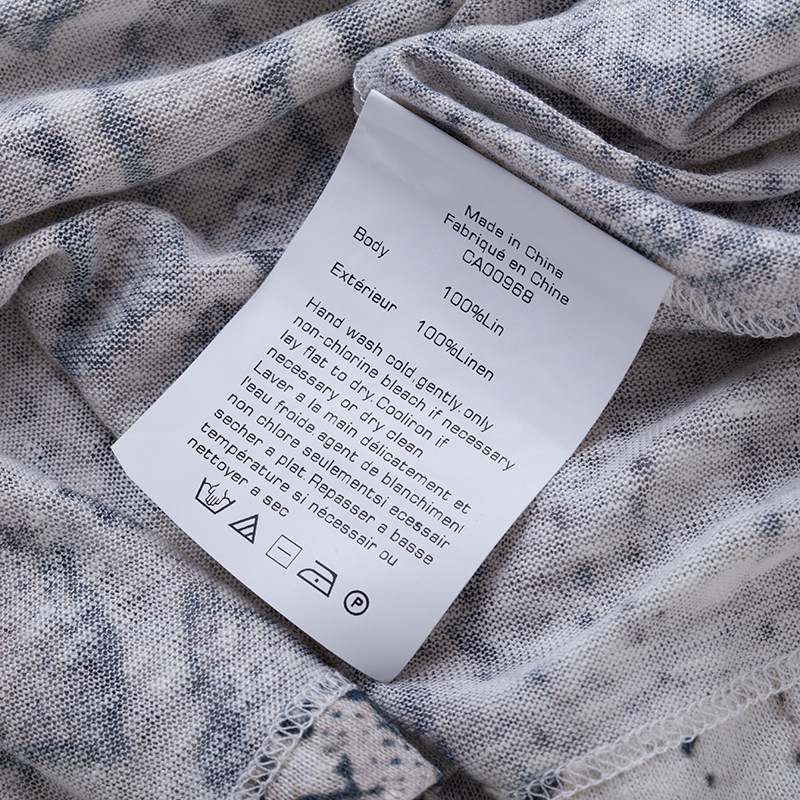 Made in China
Fabriqué en Chine
CA00968
Body 100%Lin
Extérieur 100%Linen
Hand wash cold,gently,only
non-chlorine bleach if necessary
lay flat to dry.Cooliron if
necessary or dry clean
Laver a la main délicatement et
l'eau froide agent de blanchimen
non chlore seulementsi ecessair
secher a plat.Repasser a basse
température si nécessair ou
nettoyer a sec
P